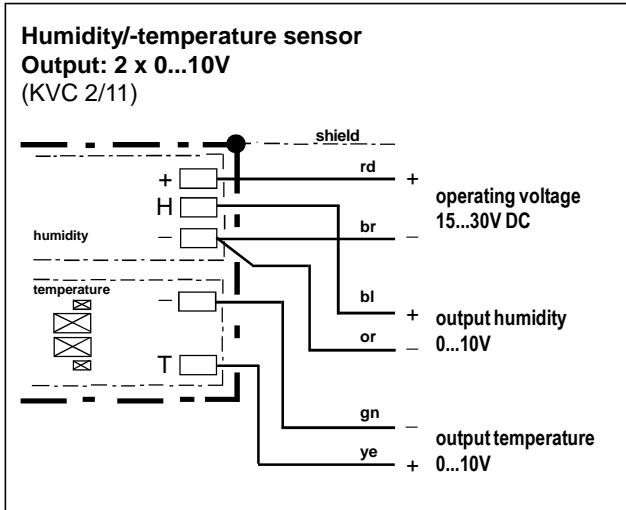 Humidity/-temperature sensor
Output: 2 x 0...10V
(KVC 2/11)
shield
rd
+
+
operating voltage
15...30V DC
H
humidity
–
br
–
temperature
–
bl
+
output humidity
0...10V
or
–
T
gn
–
output temperature
0...10V
ye
+